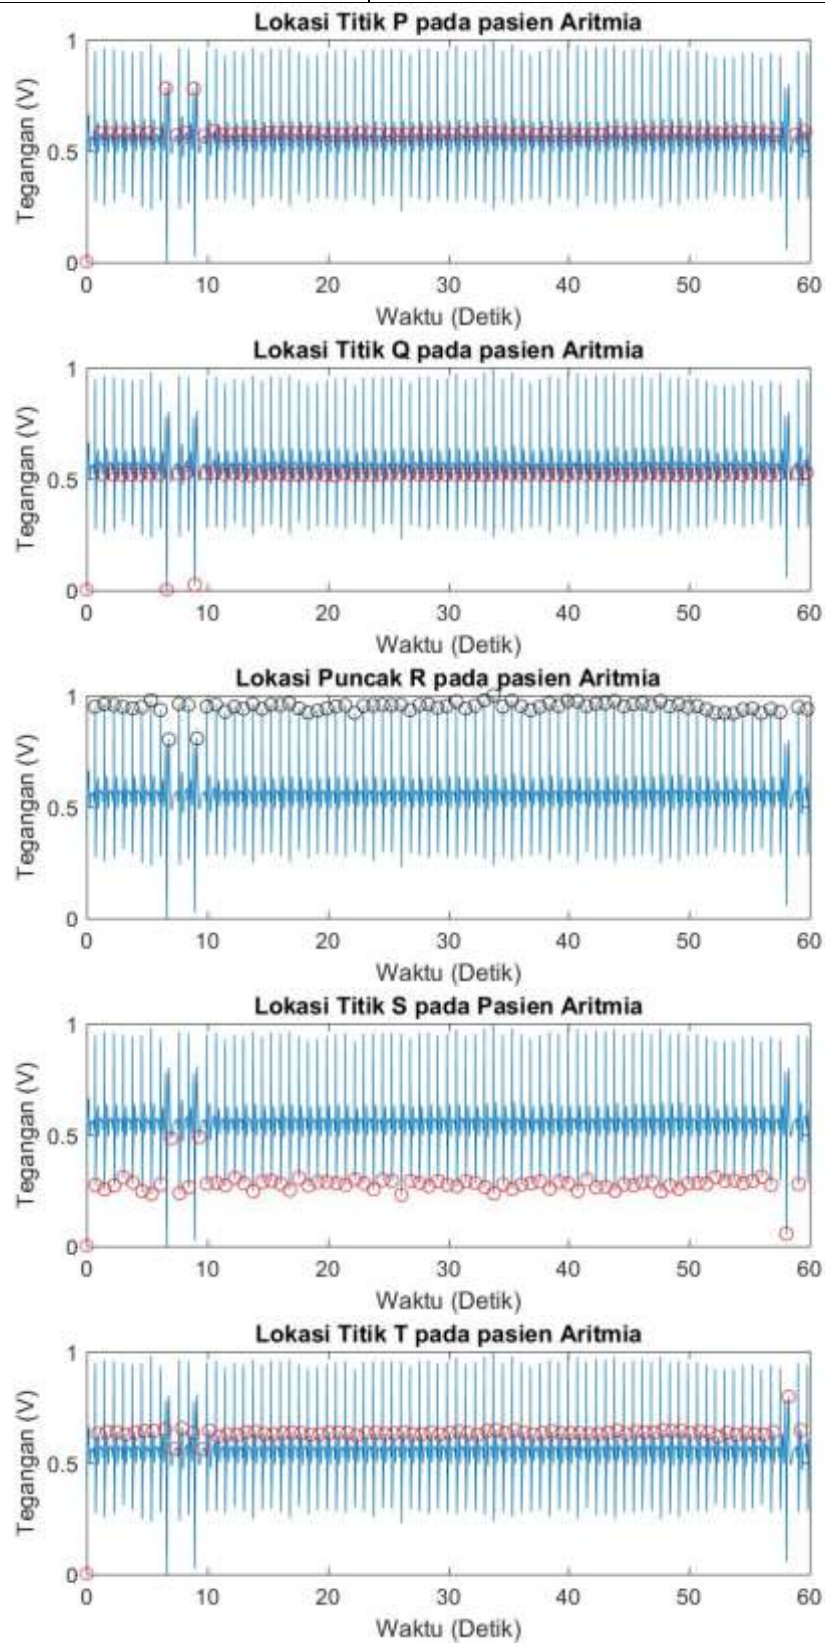 Lokasi Titik P pada pasien Aritmia
1
0.5
0
Tegangan (V)
0 10 20 30 40 50 60
Waktu (Detik)
Lokasi Titik Q pada pasien Aritmia
1
0.5
0
Tegangan (V)
0 10 20 30 40 50 60
Waktu (Detik)
Lokasi Puncak R pada pasien Aritmia
1
0.5
0
Tegangan (V)
0 10 20 30 40 50 60
Waktu (Detik)
Lokasi Titik S pada Pasien Aritmia
1
0.5
0
Tegangan (V)
0 10 20 30 40 50 60
Waktu (Detik)
Lokasi Titik T pada pasien Aritmia
1
0.5
0
Tegangan (V)
0 10 20 30 40 50 60
Waktu (Detik)